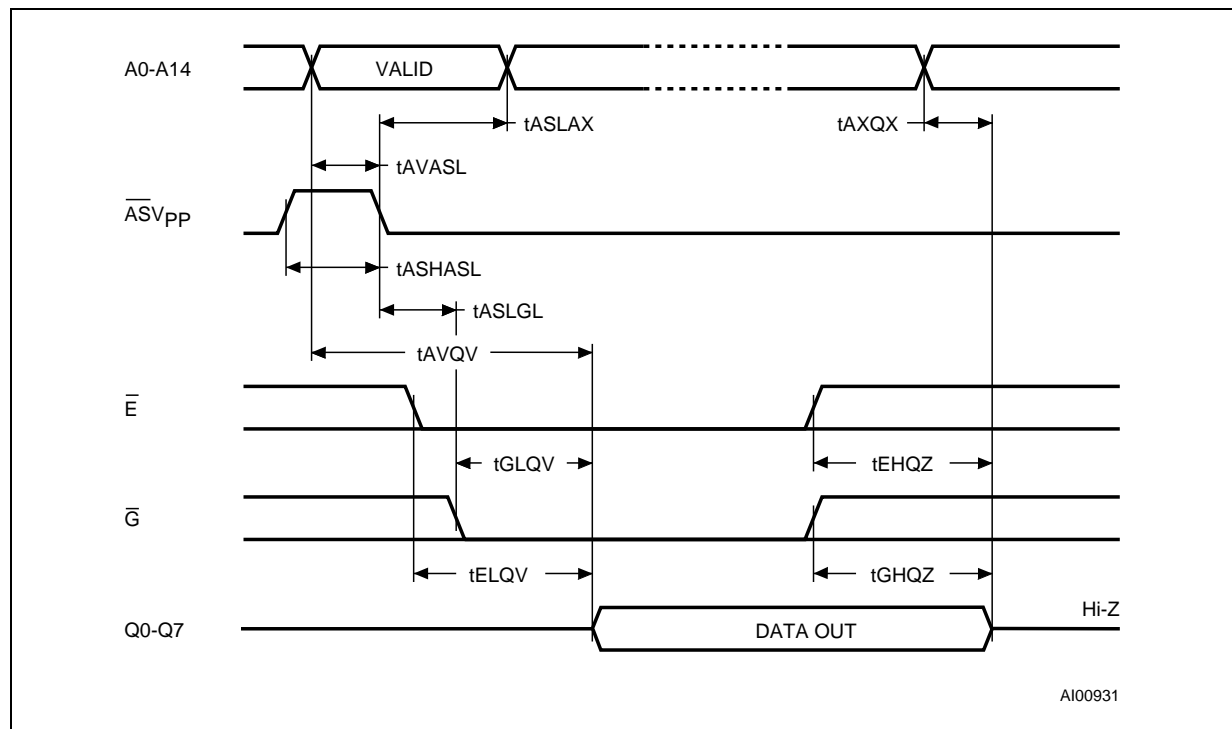 A0-A14
VALID
tASLAX
tAXQX
tAVASL
A̅S̅VPP
tASHASL
tASLGL
tAVQV
E̅
tGLQV
tEHQZ
G̅
tELQV
tGHQZ
Hi-Z
Q0-Q7
DATA OUT
AI00931